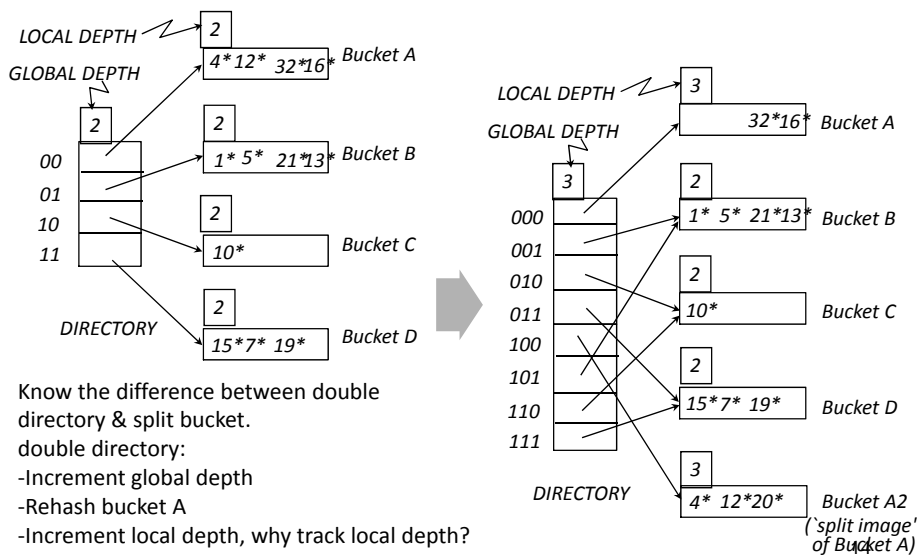 LOCAL DEPTH
2
4* 12* 32*16*
Bucket A
GLOBAL DEPTH
2
00
01
10
11
2
1* 5* 21*13*
Bucket B
2
10*
Bucket C
2
15*7* 19*
Bucket D
DIRECTORY
LOCAL DEPTH
3
32*16*
Bucket A
GLOBAL DEPTH
3
000
001
010
011
100
101
110
111
2
1* 5* 21*13*
Bucket B
2
10*
Bucket C
2
15*7* 19*
Bucket D
3
4* 12*20*
Bucket A2
(`split image'
of Bucket A)
DIRECTORY
Know the difference between double
directory & split bucket.
double directory:
-Increment global depth
-Rehash bucket A
-Increment local depth, why track local depth?
14